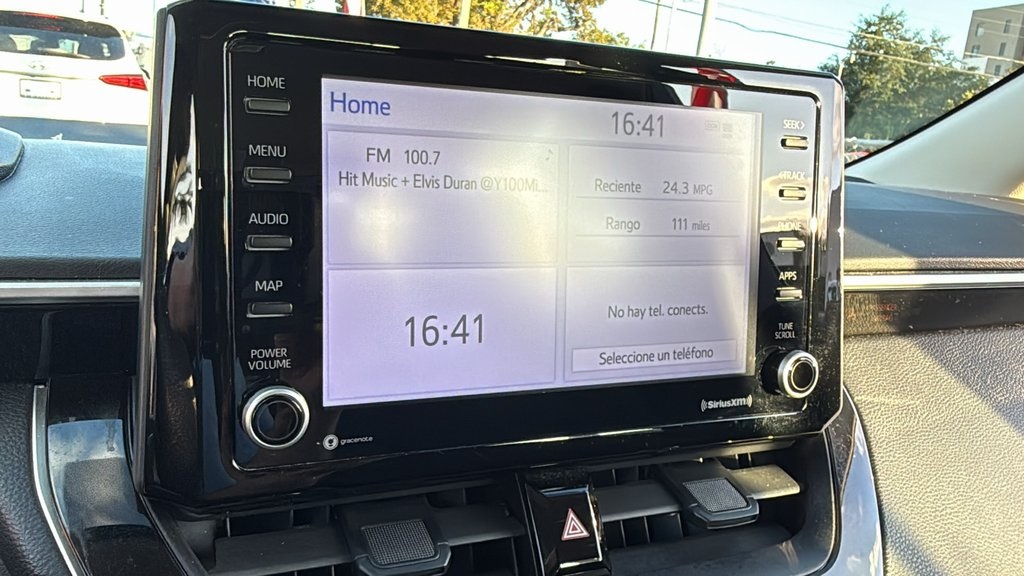 HOME
MENU
AUDIO
MAP
POWER
VOLUME
gracenote
Home
16:41
FM 100.7
Hit Music + Elvis Duran @Y100MI...
Reciente 24.3 MPG
Rango 111 miles
16:41
No hay tel. conects.
Seleccione un teléfono
SEEK>
<TRACK
APPS
TUNE
SCROLL
SiriusXM